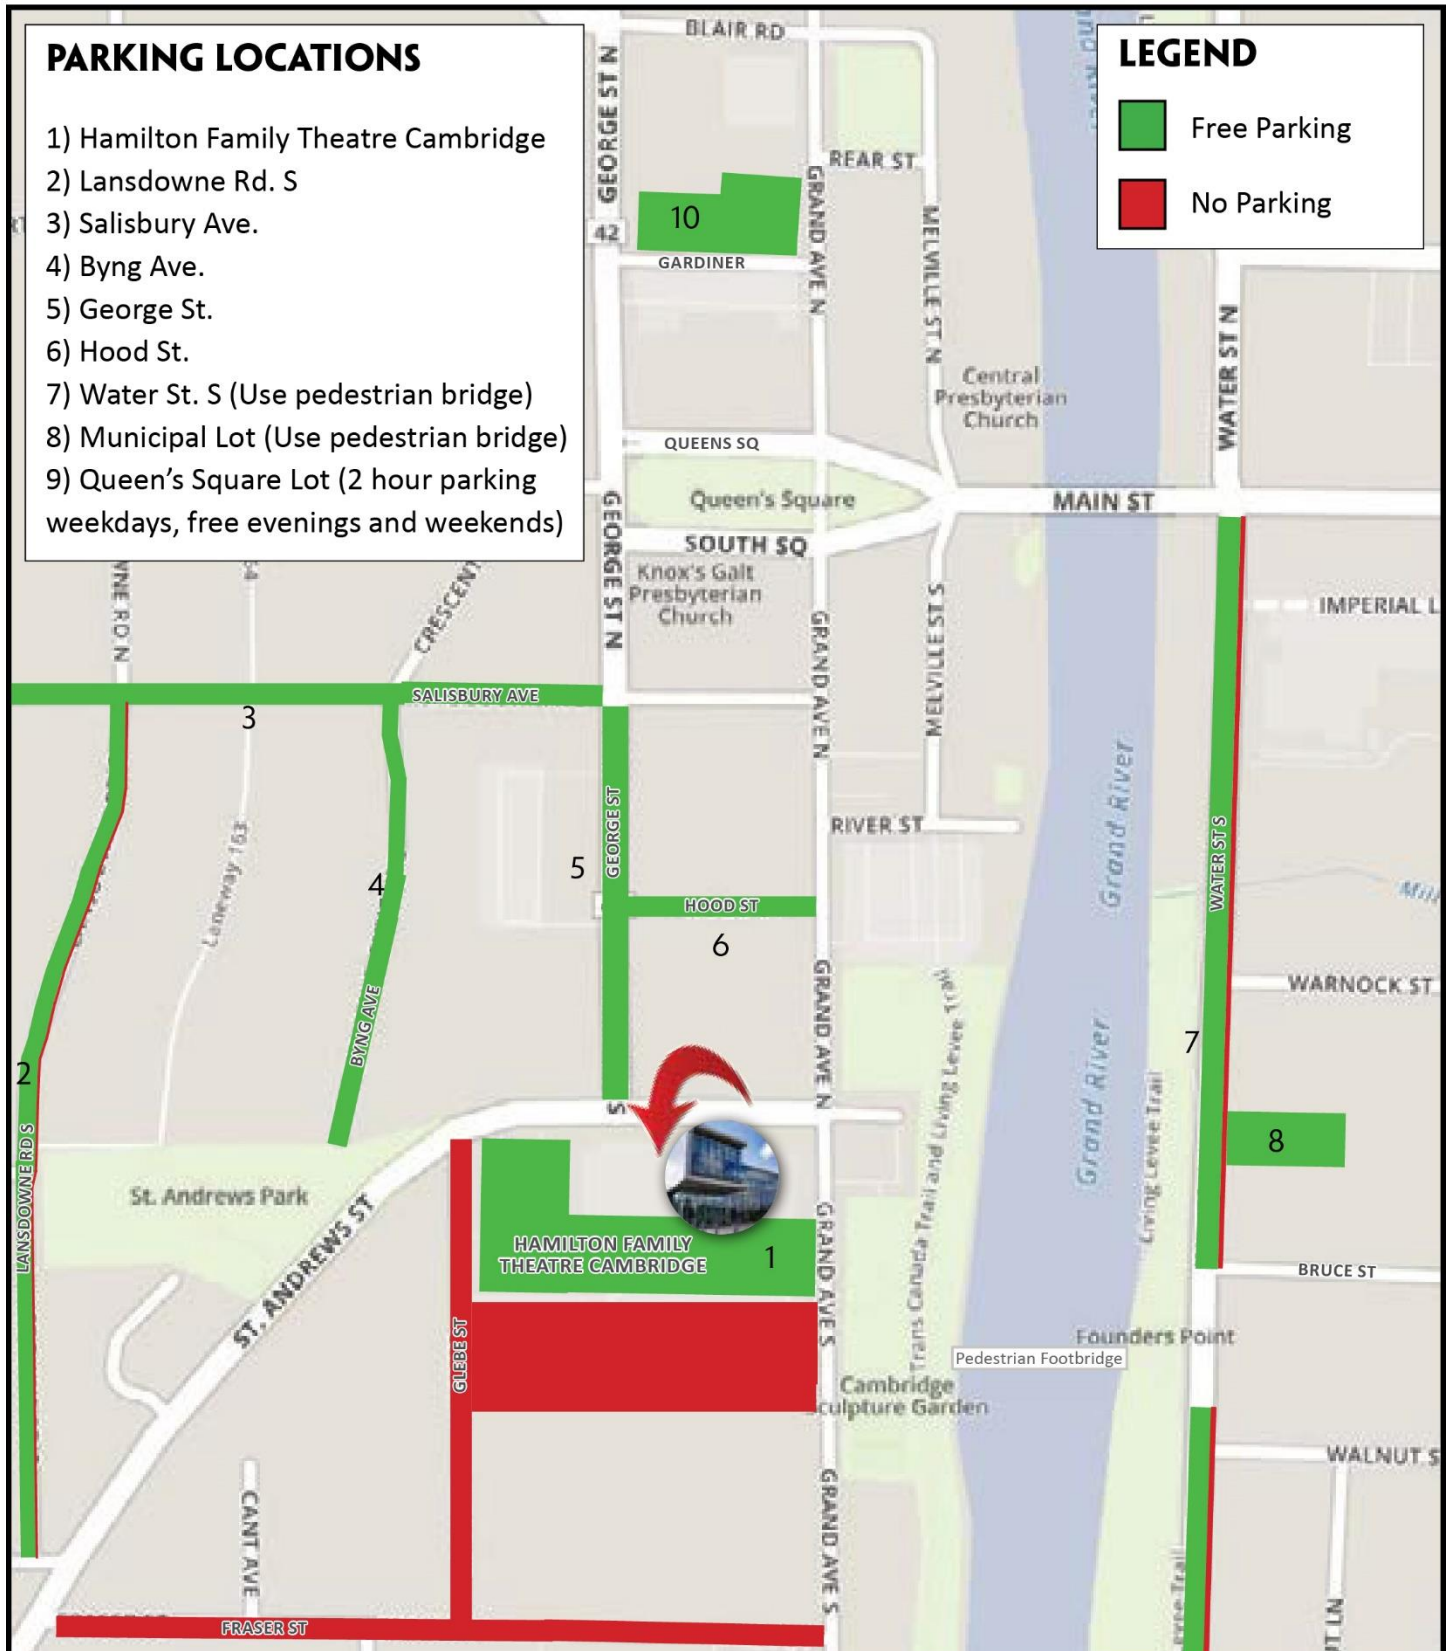 PARKING LOCATIONS
1) Hamilton Family Theatre Cambridge
2) Lansdowne Rd. S
3) Salisbury Ave.
4) Byng Ave.
5) George St.
6) Hood St.
7) Water St. S (Use pedestrian bridge)
8) Municipal Lot (Use pedestrian bridge)
9) Queen's Square Lot (2 hour parking
weekdays, free evenings and weekends)
LEGEND
Free Parking
No Parking
BLAIR RD
GEORGE ST N
REAR ST
GRAND AVE N
MELVILLE ST N
10
42
GARDINER
WATER ST N
Central
Presbyterian
Church
QUEENS SQ
Queen's Square
MAIN ST
SOUTH SQ
GEORGE ST N
Knox's Galt
Presbyterian
Church
IMPERIAL L
WNE RD N
CRESCENT
GRAND AVE N
MELVILLE ST S
SALISBURY AVE
3
Grand River
GEORGE ST
RIVER ST
Laneway 163
5
4
WATER ST S
HOOD ST
6
WARNOCK ST
GRAND AVE N
Trans Canada Trail and Living Levee Trail
BYNG AVE
Grand River
7
2
Living Levee Trail
S
8
LANSDOWNE RD S
St. Andrews Park
ST. ANDREWS ST
HAMILTON FAMILY
THEATRE CAMBRIDGE
1
GRAND AVE S
BRUCE ST
GLEBE ST
Founders Point
Pedestrian Footbridge
Cambridge
culpture Garden
WALNUT S
CANT AVE
GRAND AVE S
FRASER ST
Trail
UT LN